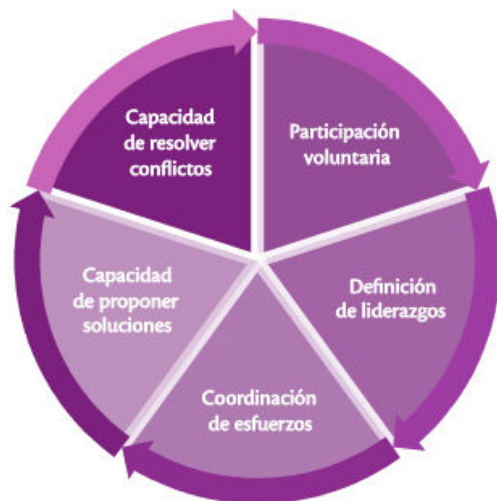 Capacidad
de resolver
conflictos
Participación
voluntaria
Definición
de liderazgos
Coordinación
de esfuerzos
Capacidad
de proponer
soluciones